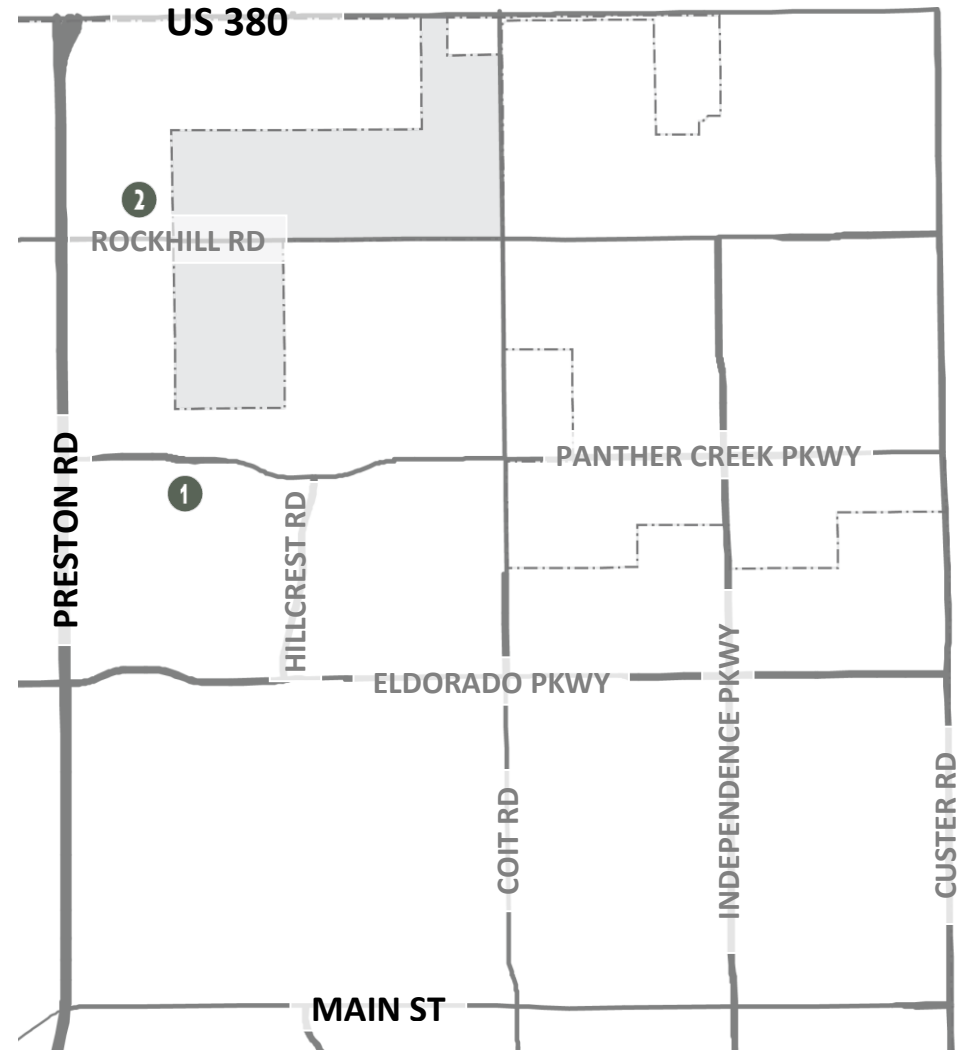 US 380
2
ROCKHILL RD
PANTHER CREEK PKWY
1
PRESTON RD
HILLCREST RD
ELDORADO PKWY
INDEPENDENCE PKWY
COIT RD
CUSTER RD
MAIN ST